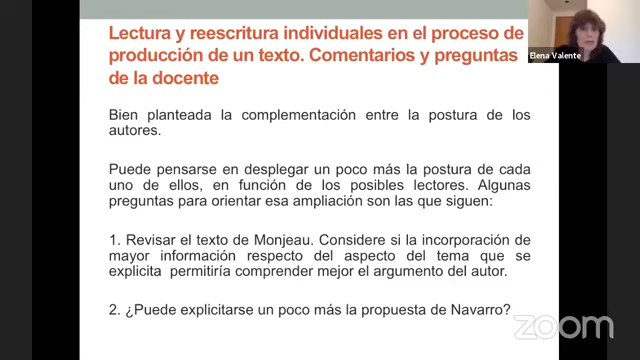 Lectura y reescritura individuales en el proceso de
producción de un texto. Comentarios y preguntas
de la docente
Elena Valente
Bien planteada la complementación entre la postura de los
autores.
Puede pensarse en desplegar un poco más la postura de cada
uno de ellos, en función de los posibles lectores. Algunas
preguntas para orientar esa ampliación son las que siguen:
1. Revisar el texto de Monjeau. Considere si la incorporación de
mayor información respecto del aspecto del tema que se
explicita permitiría comprender mejor el argumento del autor.
2. ¿Puede explicitarse un poco más la propuesta de Navarro?
zoom